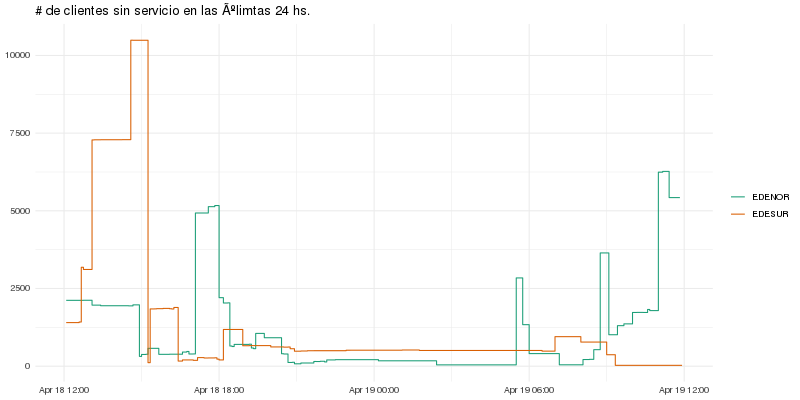 # de clientes sin servicio en las Ãºlimtas 24 hs.
10000
7500
5000
2500
0
EDENOR
EDESUR
Apr 18 12:00
Apr 18 18:00
Apr 19 00:00
Apr 19 06:00
Apr 19 12:00